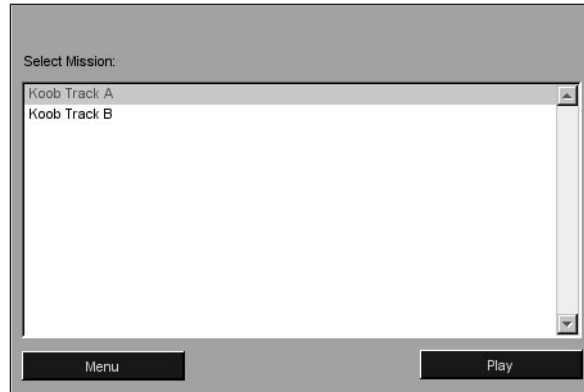 Select Mission:
Koob Track A
Koob Track B
Menu
Play